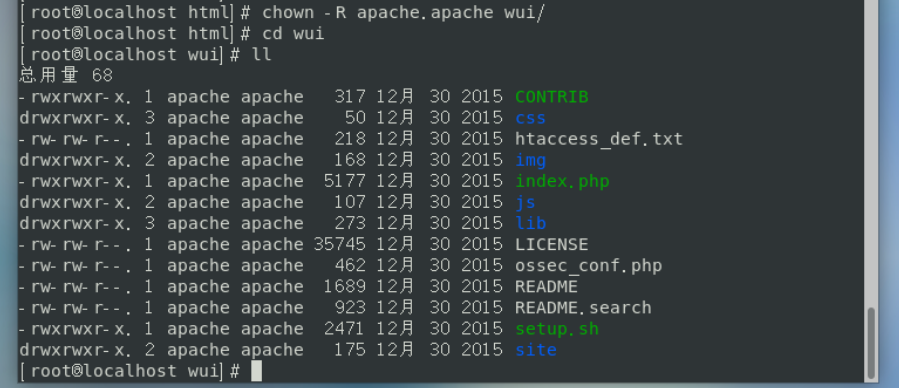 [root@localhost html]# chown -R apache.apache wui/
[root@localhost html]# cd wui
[root@localhost wui]# ll
总用量 68
-rwxrwxr-x. 1 apache apache   317 12月 30 2015 CONTRIB
drwxrwxr-x. 3 apache apache    50 12月 30 2015 css
-rw-rw-r--. 1 apache apache   218 12月 30 2015 htaccess_def.txt
drwxrwxr-x. 2 apache apache   168 12月 30 2015 img
-rwxrwxr-x. 1 apache apache  5177 12月 30 2015 index.php
drwxrwxr-x. 2 apache apache   107 12月 30 2015 js
drwxrwxr-x. 3 apache apache   273 12月 30 2015 lib
-rw-rw-r--. 1 apache apache 35745 12月 30 2015 LICENSE
-rw-rw-r--. 1 apache apache   462 12月 30 2015 ossec_conf.php
-rw-rw-r--. 1 apache apache  1689 12月 30 2015 README
-rw-rw-r--. 1 apache apache   923 12月 30 2015 README.search
-rwxrwxr-x. 1 apache apache  2471 12月 30 2015 setup.sh
drwxrwxr-x. 2 apache apache   175 12月 30 2015 site
[root@localhost wui]#